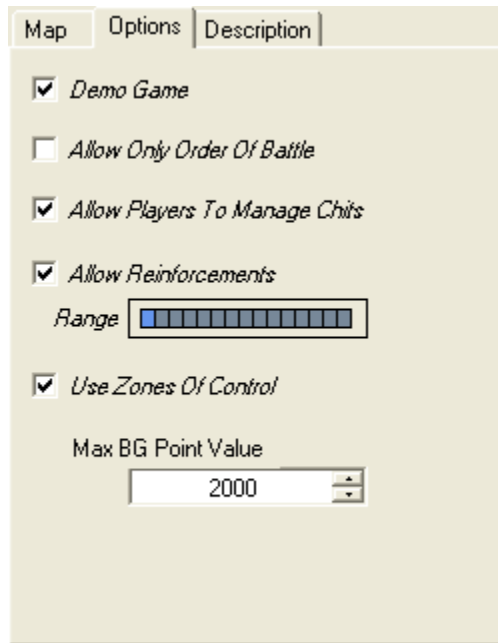 Map Options Description
Demo Game
Allow Only Order Of Battle
Allow Players To Manage Chits
Allow Reinforcements
Range
Use Zones Of Control
Max BG Point Value
2000